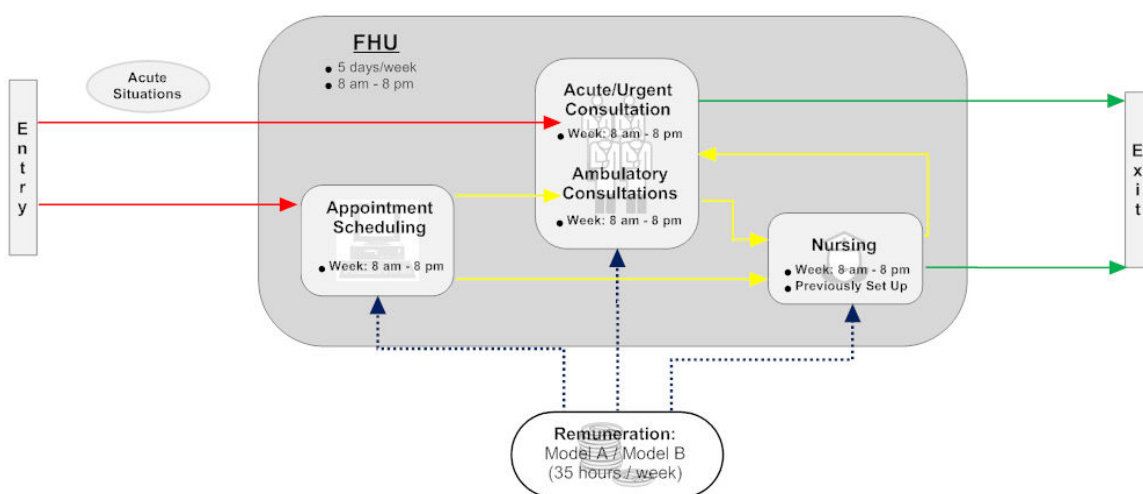 FHU
• 5 days/week
• 8 am - 8 pm
Acute
Situations
Entry
Acute/Urgent
Consultation
• Week: 8 am - 8 pm
Ambulatory
Consultations
• Week: 8 am - 8 pm
Appointment
Scheduling
• Week: 8 am - 8 pm
Nursing
• Week: 8 am - 8 pm
• Previously Set Up
Exit
Remuneration:
Model A / Model B
(35 hours / week)